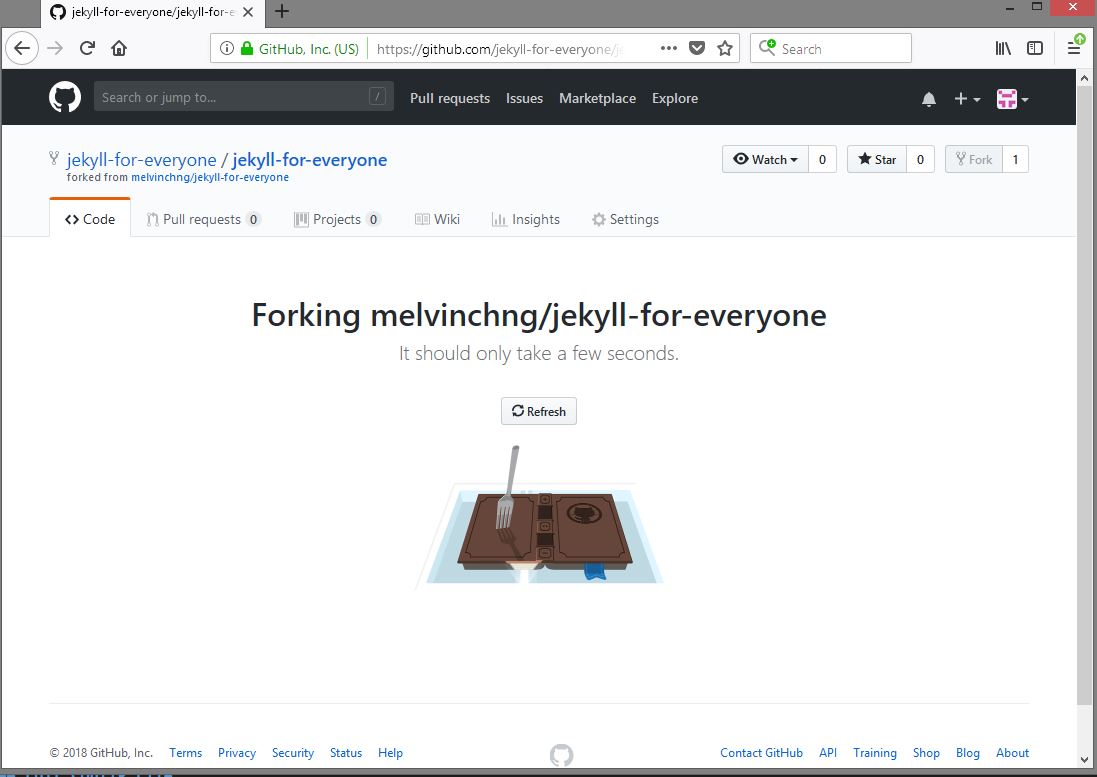 jekyll-for-everyone/jekyll-for-e
GitHub, Inc. (US) https://github.com/jekyll-for-everyone/je Search
Search or jump to... / Pull requests Issues Marketplace Explore
jekyll-for-everyone / jekyll-for-everyone Watch 0 Star 0 Fork 1
forked from melvinchng/jekyll-for-everyone
Code Pull requests 0 Projects 0 Wiki Insights Settings
Forking melvinchng/jekyll-for-everyone
It should only take a few seconds.
Refresh
© 2018 GitHub, Inc. Terms Privacy Security Status Help Contact GitHub API Training Shop Blog About